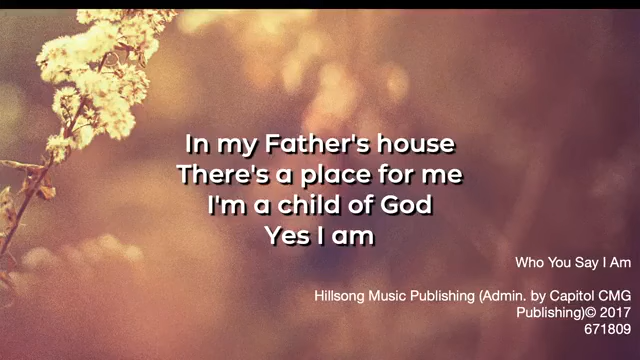 In my Father's house
There's a place for me
I'm a child of God
Yes I am
Who You Say I Am
Hillsong Music Publishing (Admin. by Capitol CMG
Publishing)© 2017
671809